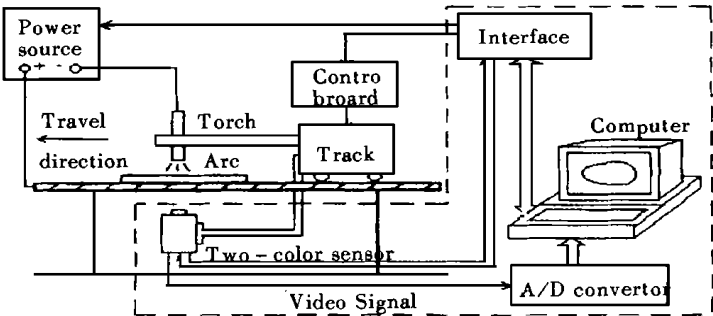 Power
source
+ -
Interface
Contro
broard
Travel
direction
Torch
Arc
Track
Computer
Two-color sensor
Video Signal
A/D convertor